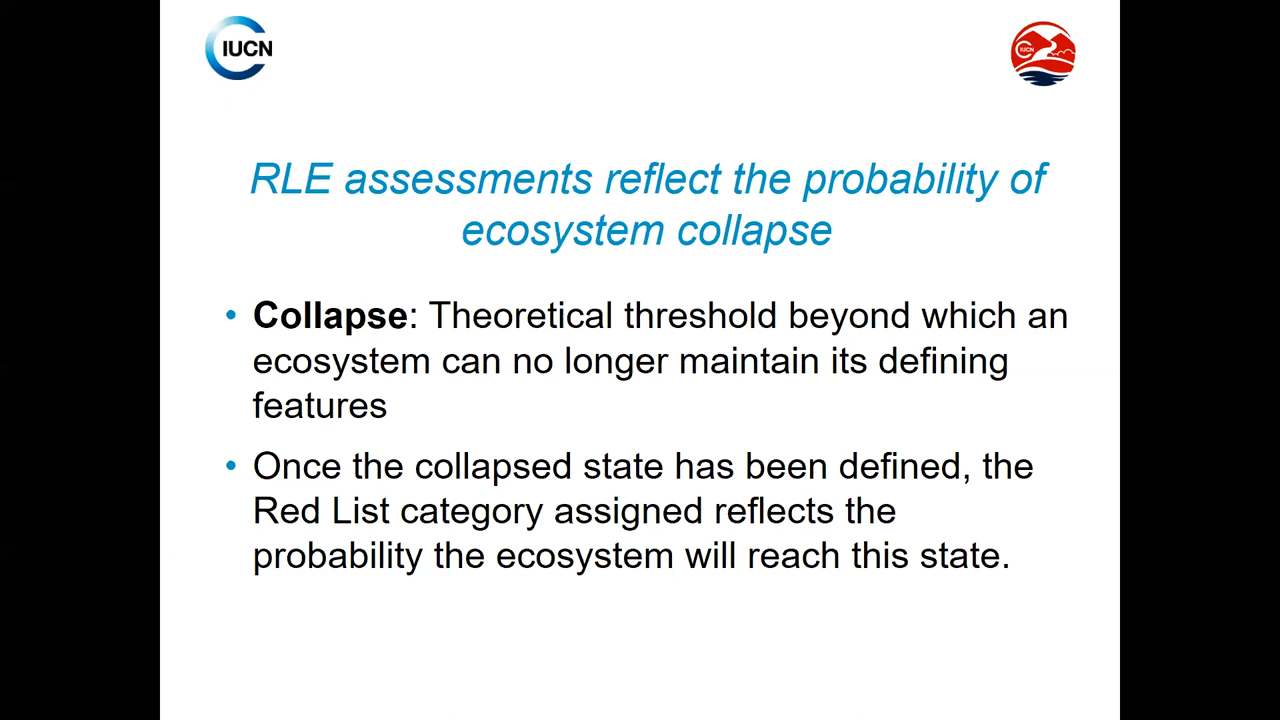 IUCN
IUCN
RLE assessments reflect the probability of
ecosystem collapse
• Collapse: Theoretical threshold beyond which an
ecosystem can no longer maintain its defining
features
• Once the collapsed state has been defined, the
Red List category assigned reflects the
probability the ecosystem will reach this state.